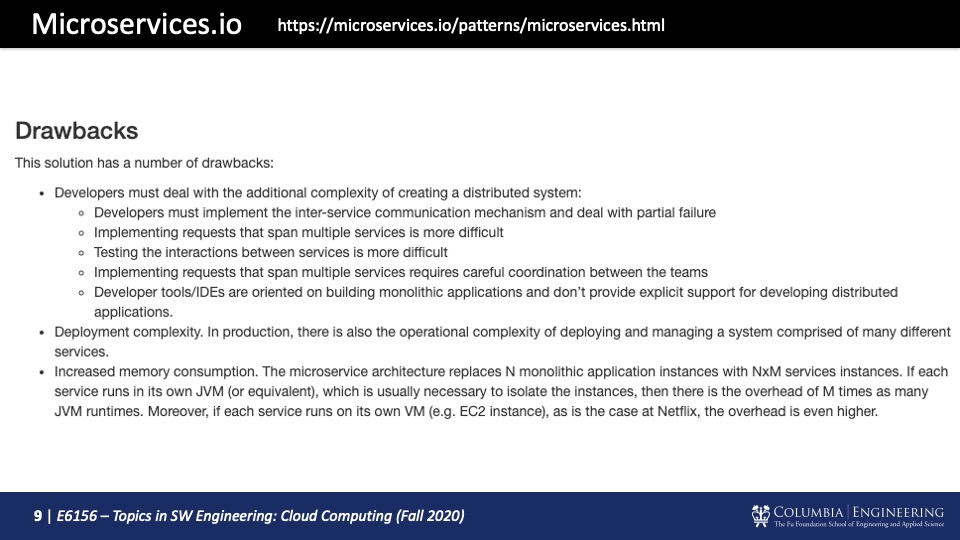 Microservices.io https://microservices.io/patterns/microservices.html
Drawbacks
This solution has a number of drawbacks:
• Developers must deal with the additional complexity of creating a distributed system:
◦ Developers must implement the inter-service communication mechanism and deal with partial failure
◦ Implementing requests that span multiple services is more difficult
◦ Testing the interactions between services is more difficult
◦ Implementing requests that span multiple services requires careful coordination between the teams
◦ Developer tools/IDEs are oriented on building monolithic applications and don’t provide explicit support for developing distributed
applications.
• Deployment complexity. In production, there is also the operational complexity of deploying and managing a system comprised of many different
services.
• Increased memory consumption. The microservice architecture replaces N monolithic application instances with NxM services instances. If each
service runs in its own JVM (or equivalent), which is usually necessary to isolate the instances, then there is the overhead of M times as many
JVM runtimes. Moreover, if each service runs on its own VM (e.g. EC2 instance), as is the case at Netflix, the overhead is even higher.
9 | E6156 – Topics in SW Engineering: Cloud Computing (Fall 2020)
COLUMBIA | ENGINEERING
The Fu Foundation School of Engineering and Applied Science